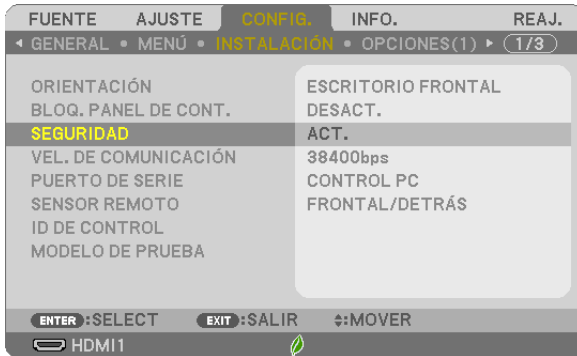 FUENTE AJUSTE CONFIG. INFO. REAJ.
GENERAL • MENÚ • INSTALACIÓN • OPCIONES(1) 1/3
ORIENTACIÓN ESCRITORIO FRONTAL
BLOQ. PANEL DE CONT. DESACT.
SEGURIDAD ACT.
VEL. DE COMUNICACIÓN 38400bps
PUERTO DE SERIE CONTROL PC
SENSOR REMOTO FRONTAL/DETRÁS
ID DE CONTROL
MODELO DE PRUEBA
ENTER :SELECT EXIT :SALIR :MOVER
HDMI1